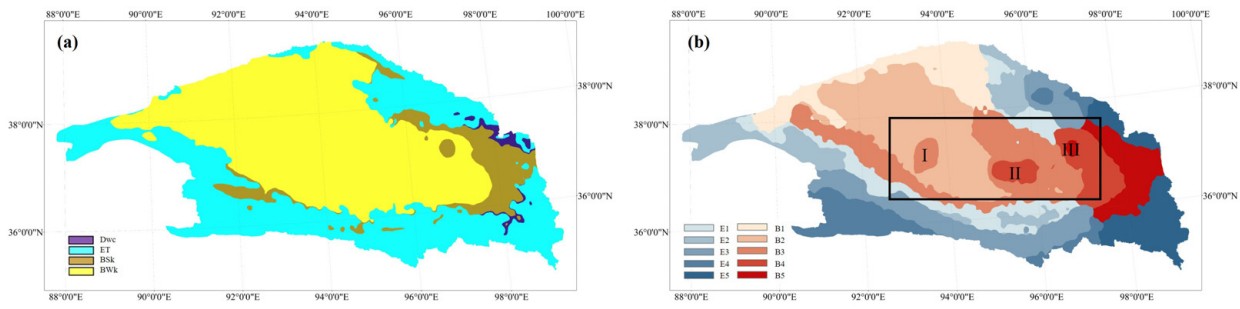 88°0'0"E 90°0'0"E 92°0'0"E 94°0'0"E 96°0'0"E 98°0'0"E 100°0'0"E
(a)
38°0'0"N
38°0'0"N
36°0'0"N
36°0'0"N
Dwc
ET
BSk
BWk
88°0'0"E 90°0'0"E 92°0'0"E 94°0'0"E 96°0'0"E 98°0'0"E
88°0'0"E 90°0'0"E 92°0'0"E 94°0'0"E 96°0'0"E 98°0'0"E 100°0'0"E
(b)
38°0'0"N
38°0'0"N
I
II
III
36°0'0"N
36°0'0"N
E1 B1
E2 B2
E3 B3
E4 B4
E5 B5
88°0'0"E 90°0'0"E 92°0'0"E 94°0'0"E 96°0'0"E 98°0'0"E